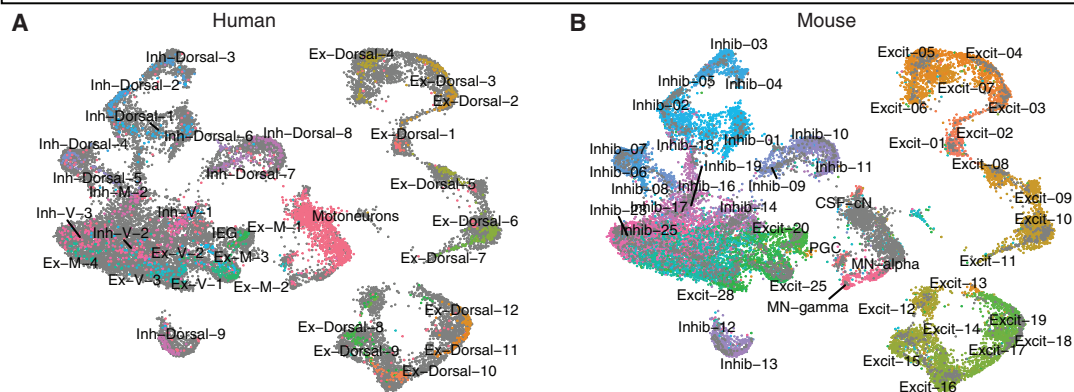 A
Human
Inh−Dorsal−3
Ex−Dorsal−4
Inh−Dorsal−2
Ex−Dorsal−3
Ex−Dorsal−2
Inh−Dorsal−1
Inh−Dorsal−6
Inh−Dorsal−8
Ex−Dorsal−1
Inh−Dorsal−4
Inh−Dorsal−7
Inh−Dorsal−5
Ex−Dorsal−5
Inh−M−2
Inh−V−3
Inh−V−1
Motoneurons
Ex−Dorsal−6
Ex−M−1
Inh−V−2
IEG
Ex−V−2
Ex−M−3
Ex−Dorsal−7
Ex−M−4
Ex−V−3
Ex−V−1
Ex−M−2
Ex−Dorsal−12
Ex−Dorsal−8
Inh−Dorsal−9
Ex−Dorsal−9
Ex−Dorsal−11
Ex−Dorsal−10
B
Mouse
Inhib−03
Excit−05
Excit−04
Inhib−05
Inhib−04
Excit−07
Inhib−02
Excit−06
Excit−03
Inhib−10
Excit−02
Inhib−07
Inhib−18
Inhib−01
Excit−01
Inhib−06
Inhib−19
Inhib−11
Excit−08
Inhib−08
Inhib−16
Inhib−09
Excit−09
CSF−cN
Inhib−23
Inhib−17
Inhib−14
Excit−10
Inhib−25
Excit−20
PGC
Excit−11
MN−alpha
Excit−25
Excit−28
Excit−13
MN−gamma
Excit−12
Excit−19
Inhib−12
Excit−14
Excit−18
Excit−17
Inhib−13
Excit−15
Excit−16